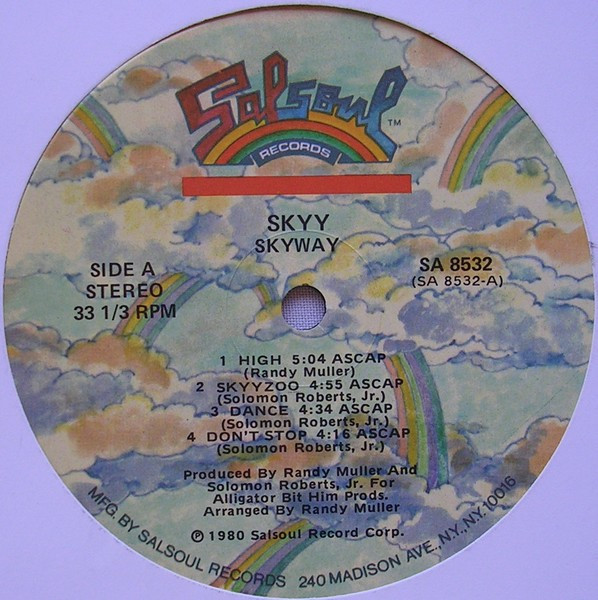 Salsoul TM
RECORDS
SKYY
SKYWAY
SIDE A
STEREO
33 1/3 RPM
SA 8532
(SA 8532-A)
1 HIGH 5:04 ASCAP
(Randy Muller)
2 SKYYZOO 4:55 ASCAP
(Solomon Roberts, Jr.)
3 DANCE 4:34 ASCAP
(Solomon Roberts, Jr.)
4 DON'T STOP 4:16 ASCAP
(Solomon Roberts, Jr.)
Produced By Randy Muller And
Solomon Roberts, Jr. For
Alligator Bit Him Prods.
Arranged By Randy Muller
℗ 1980 Salsoul Record Corp.
MFG. BY SALSOUL RECORDS 240 MADISON AVE., N.Y., N.Y. 10016